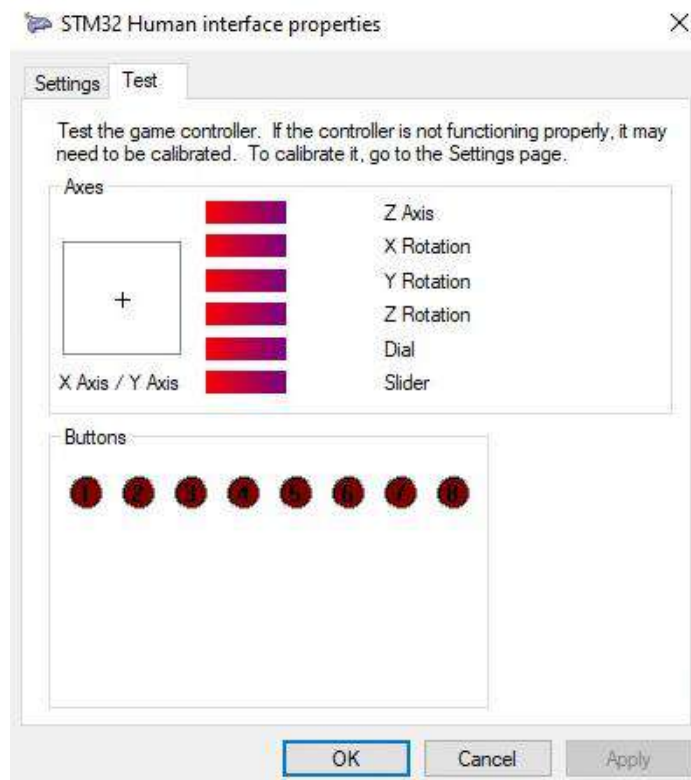 STM32 Human interface properties
Settings
Test
Test the game controller. If the controller is not functioning properly, it may
need to be calibrated. To calibrate it, go to the Settings page.
Axes
Z Axis
X Rotation
Y Rotation
Z Rotation
Dial
Slider
X Axis / Y Axis
Buttons
1 2 3 4 5 6 7 8
OK
Cancel
Apply